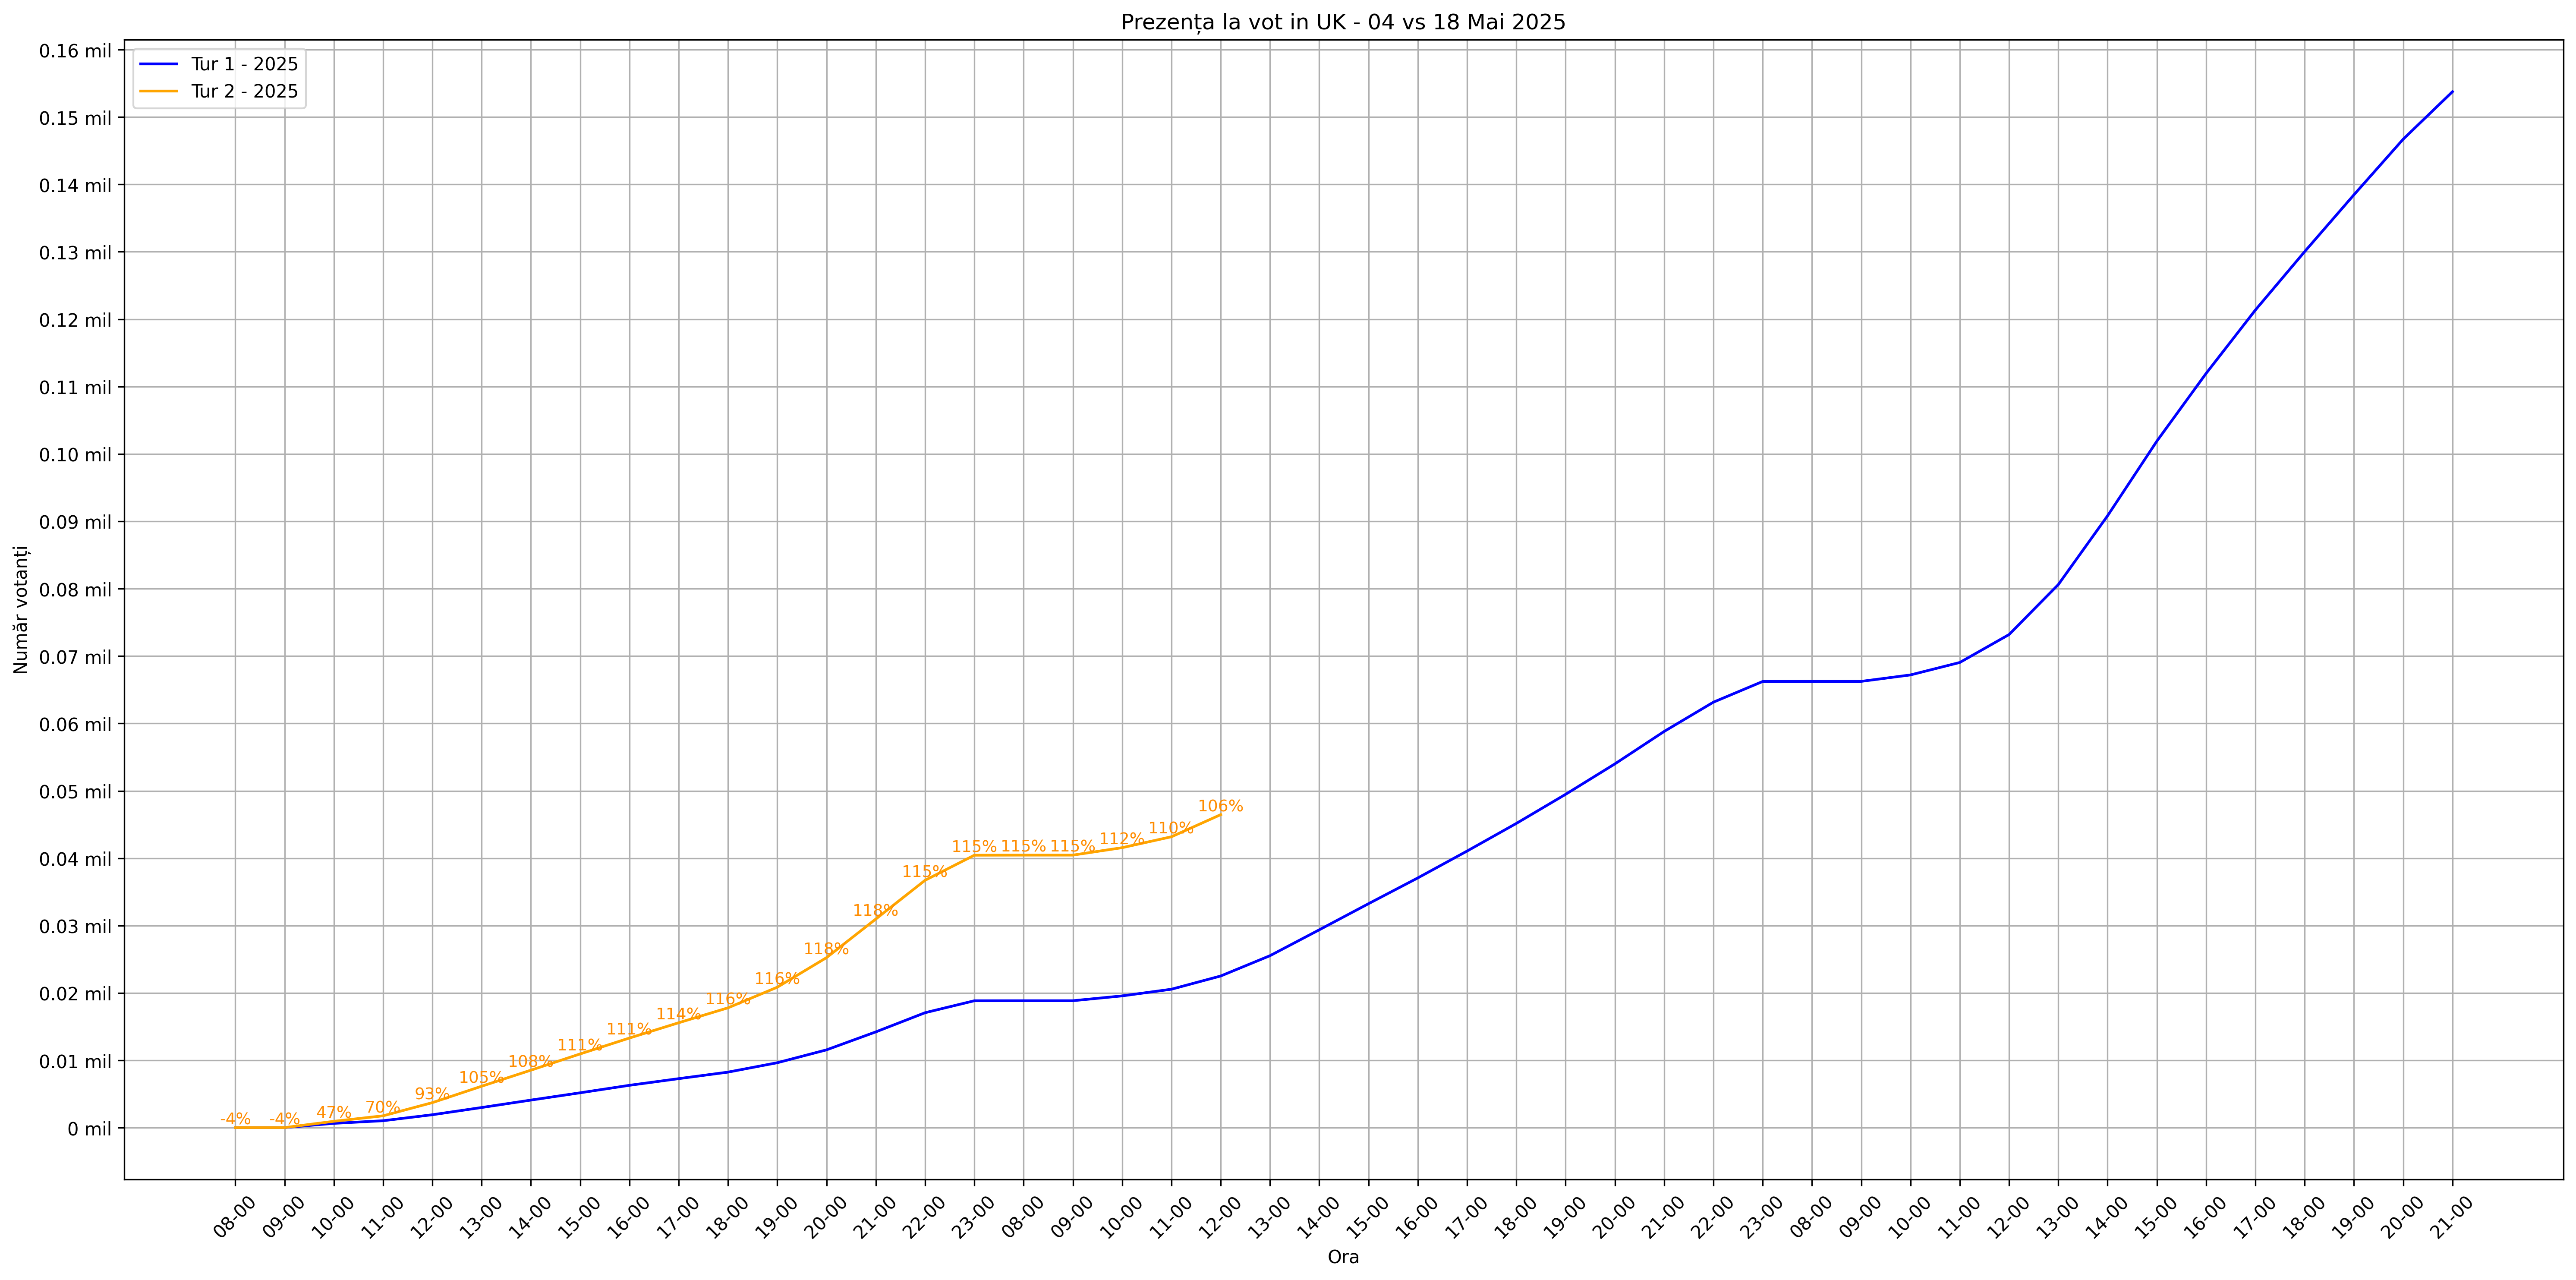 Prezența la vot in UK - 04 vs 18 Mai 2025
Tur 1 - 2025
Tur 2 - 2025
Număr votanți
0.16 mil
0.15 mil
0.14 mil
0.13 mil
0.12 mil
0.11 mil
0.10 mil
0.09 mil
0.08 mil
0.07 mil
0.06 mil
0.05 mil
0.04 mil
0.03 mil
0.02 mil
0.01 mil
0 mil
-4% -4% 47% 70% 93% 105% 108% 111% 111% 114% 116% 116% 118% 118% 115% 115% 115% 115% 112% 110% 106%
08-00 09-00 10-00 11-00 12-00 13-00 14-00 15-00 16-00 17-00 18-00 19-00 20-00 21-00 22-00 23-00 08-00 09-00 10-00 11-00 12-00 13-00 14-00 15-00 16-00 17-00 18-00 19-00 20-00 21-00 22-00 23-00 08-00 09-00 10-00 11-00 12-00 13-00 14-00 15-00 16-00 17-00 18-00 19-00 20-00 21-00
Ora